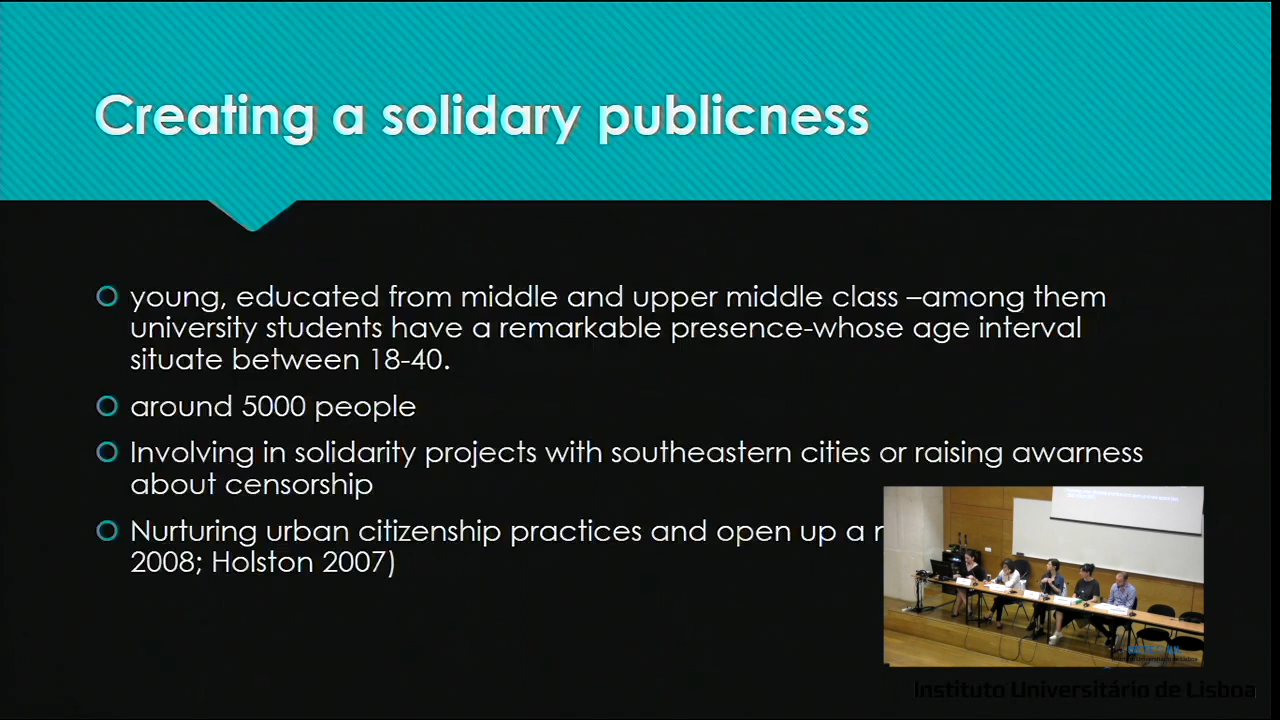 Creating a solidary publicness
young, educated from middle and upper middle class –among them
university students have a remarkable presence-whose age interval
situate between 18-40.
around 5000 people
Involving in solidarity projects with southeastern cities or raising awarness
about censorship
Nurturing urban citizenship practices and open up a
2008; Holston 2007)
Instituto Universitário de Lisboa